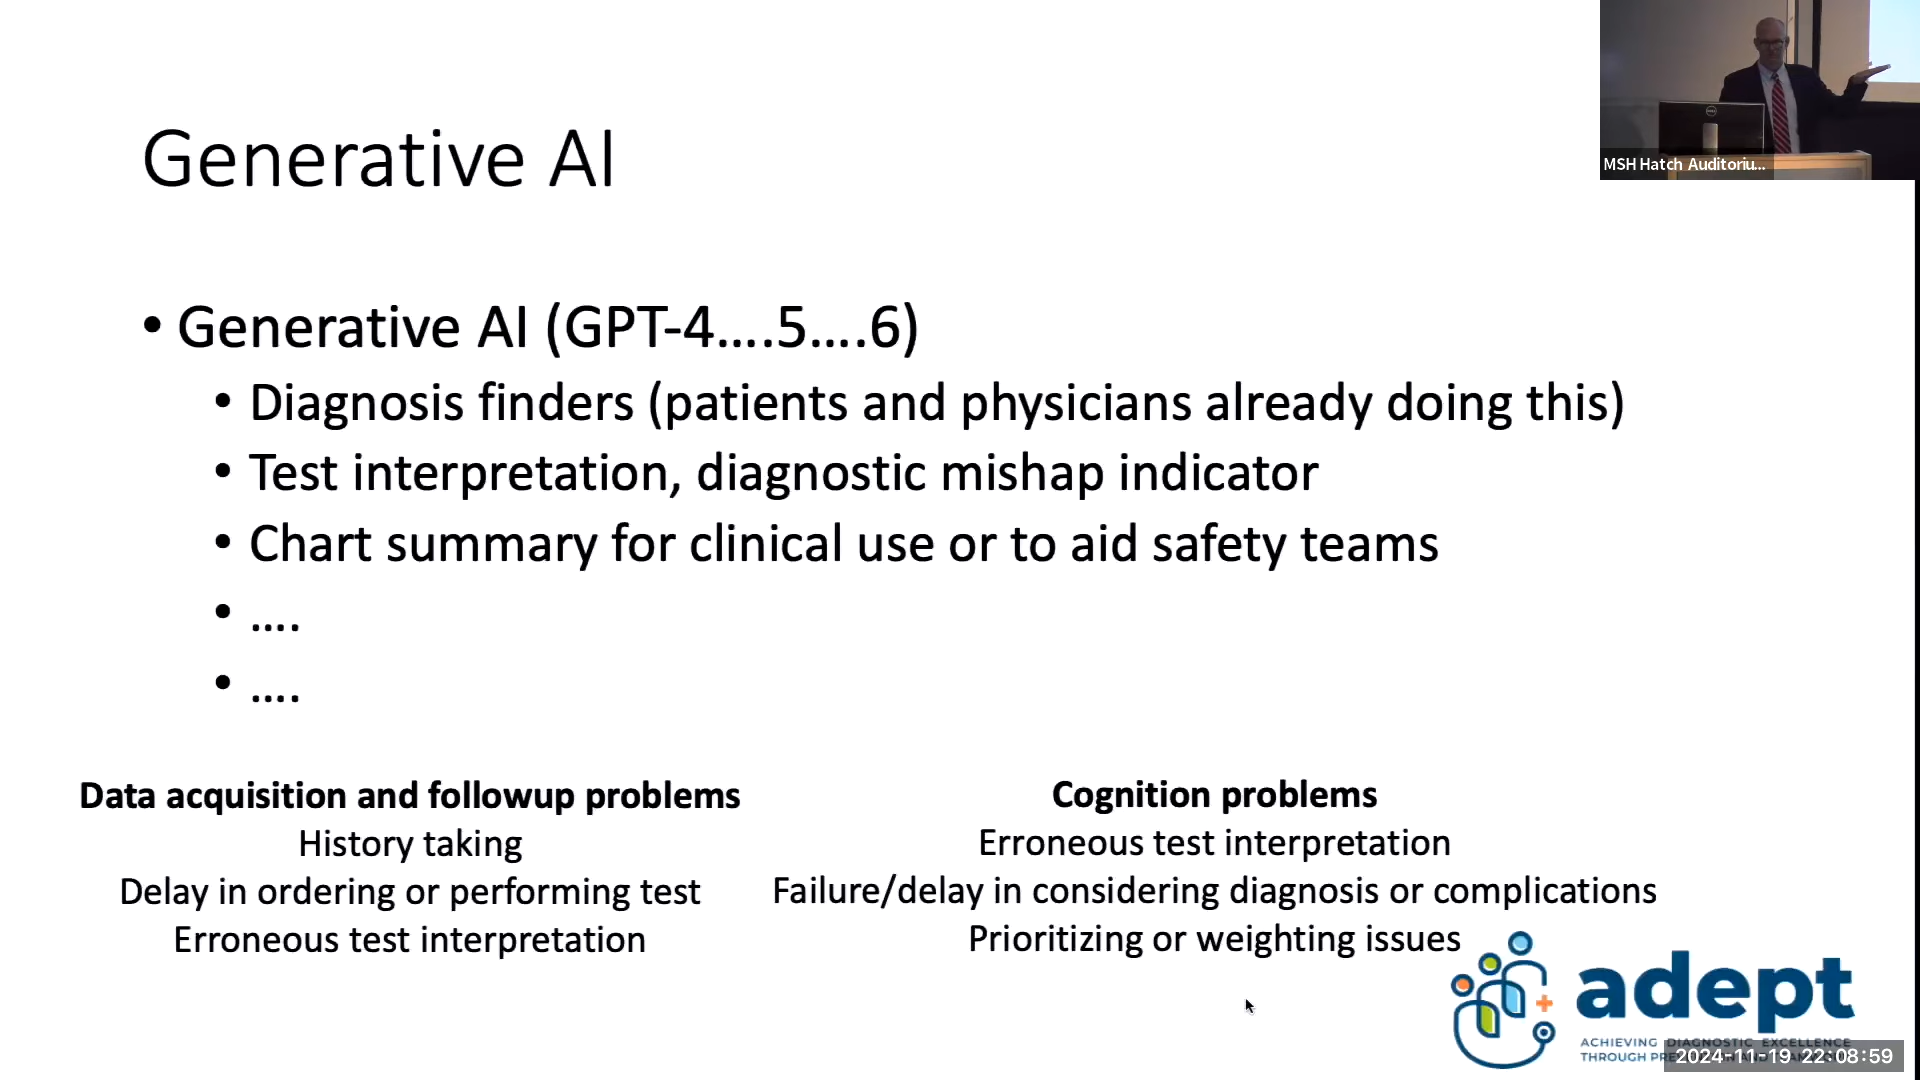 MSH Hatch Auditoriu...
Generative AI
• Generative AI (GPT-4....5....6)
• Diagnosis finders (patients and physicians already doing this)
• Test interpretation, diagnostic mishap indicator
• Chart summary for clinical use or to aid safety teams
• ....
• ....
Data acquisition and followup problems
History taking
Delay in ordering or performing test
Erroneous test interpretation
Cognition problems
Erroneous test interpretation
Failure/delay in considering diagnosis or complications
Prioritizing or weighting issues
adept
ACHIEVING DIAGNOSTIC EXCELLENCE
THROUGH
2024-11-19 22:08:59